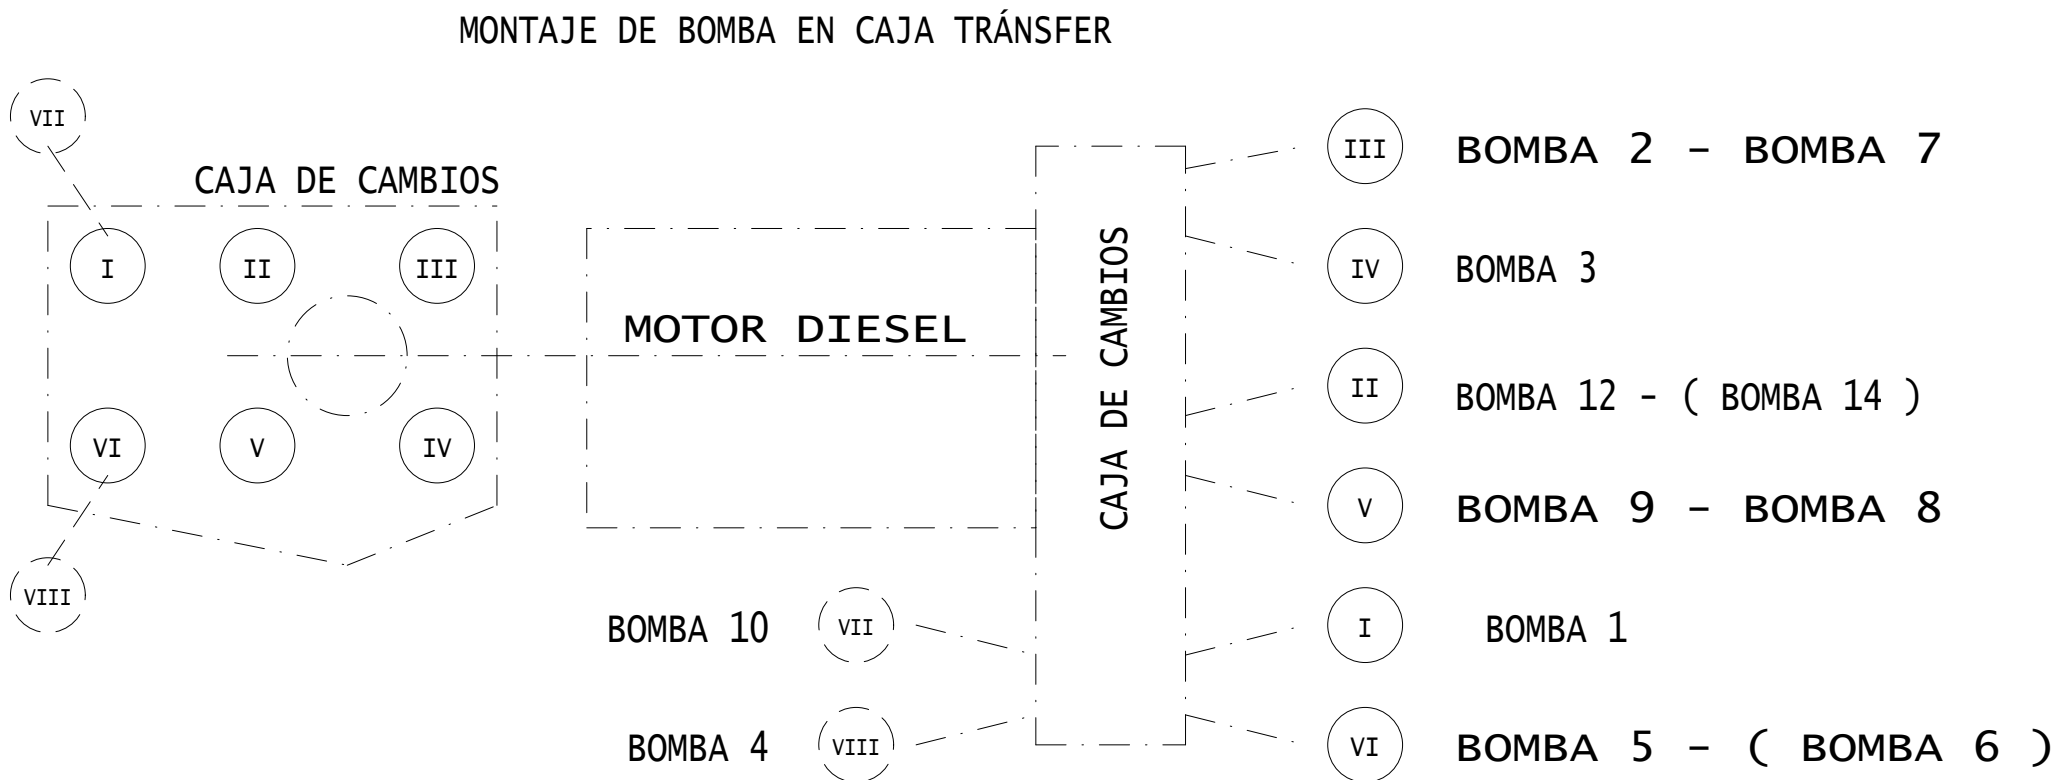 MONTAJE DE BOMBA EN CAJA TRÁNSFER
VII
CAJA DE CAMBIOS
I
II
III
VI
V
IV
VIII
MOTOR DIESEL
CAJA DE CAMBIOS
III BOMBA 2 - BOMBA 7
IV BOMBA 3
II BOMBA 12 - ( BOMBA 14 )
V BOMBA 9 - BOMBA 8
BOMBA 10 VII
I BOMBA 1
BOMBA 4 VIII
VI BOMBA 5 - ( BOMBA 6 )